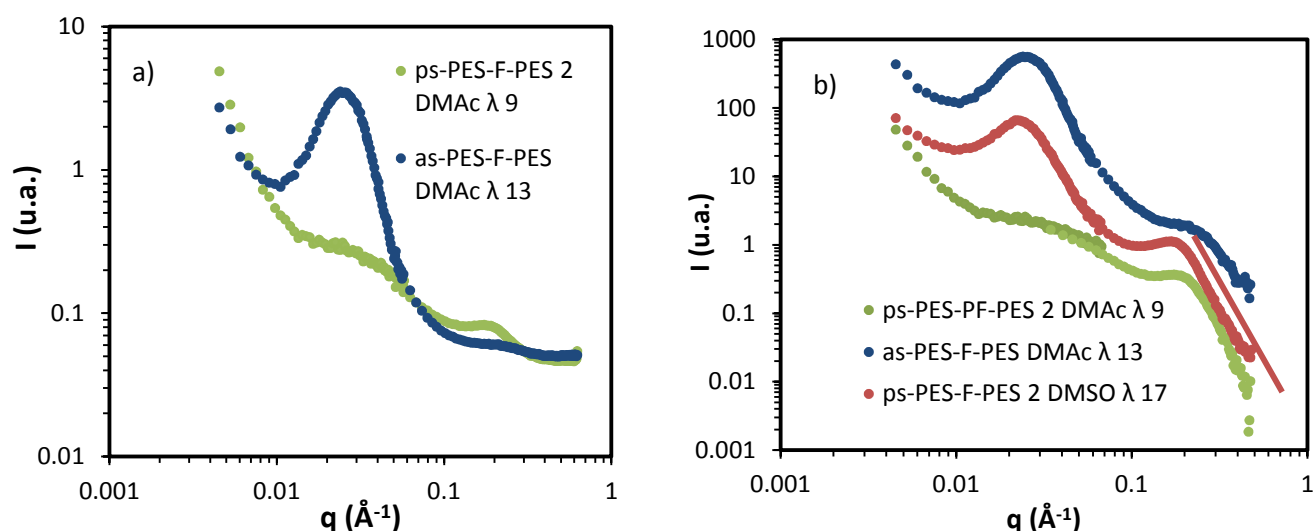 a)
10
1
0.1
0.01
I (u.a.)
ps-PES-F-PES 2
DMAc λ 9
as-PES-F-PES
DMAc λ 13
0.001
0.01
0.1
1
q (Å-1)
b)
1000
100
10
1
0.1
0.01
0.001
I (u.a.)
ps-PES-PF-PES 2 DMAc λ 9
as-PES-F-PES DMAc λ 13
ps-PES-F-PES 2 DMSO λ 17
0.001
0.01
0.1
1
q (Å-1)